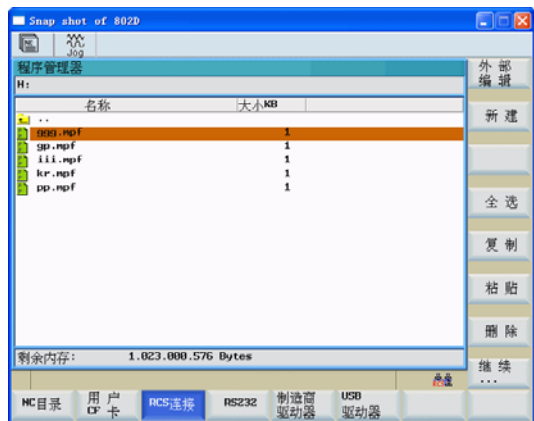 Snap shot of 802D
NC
Jog
程序管理器
H:
名称 大小KB
..
ggg.mpf 1
gp.mpf 1
iii.mpf 1
kr.mpf 1
pp.mpf 1
剩余内存: 1.023.000.576 Bytes
外部
编辑
新建
全选
复制
粘贴
删除
继续
...
NC目录
用户
CF卡
RCS连接
RS232
制造商
驱动器
USB
驱动器